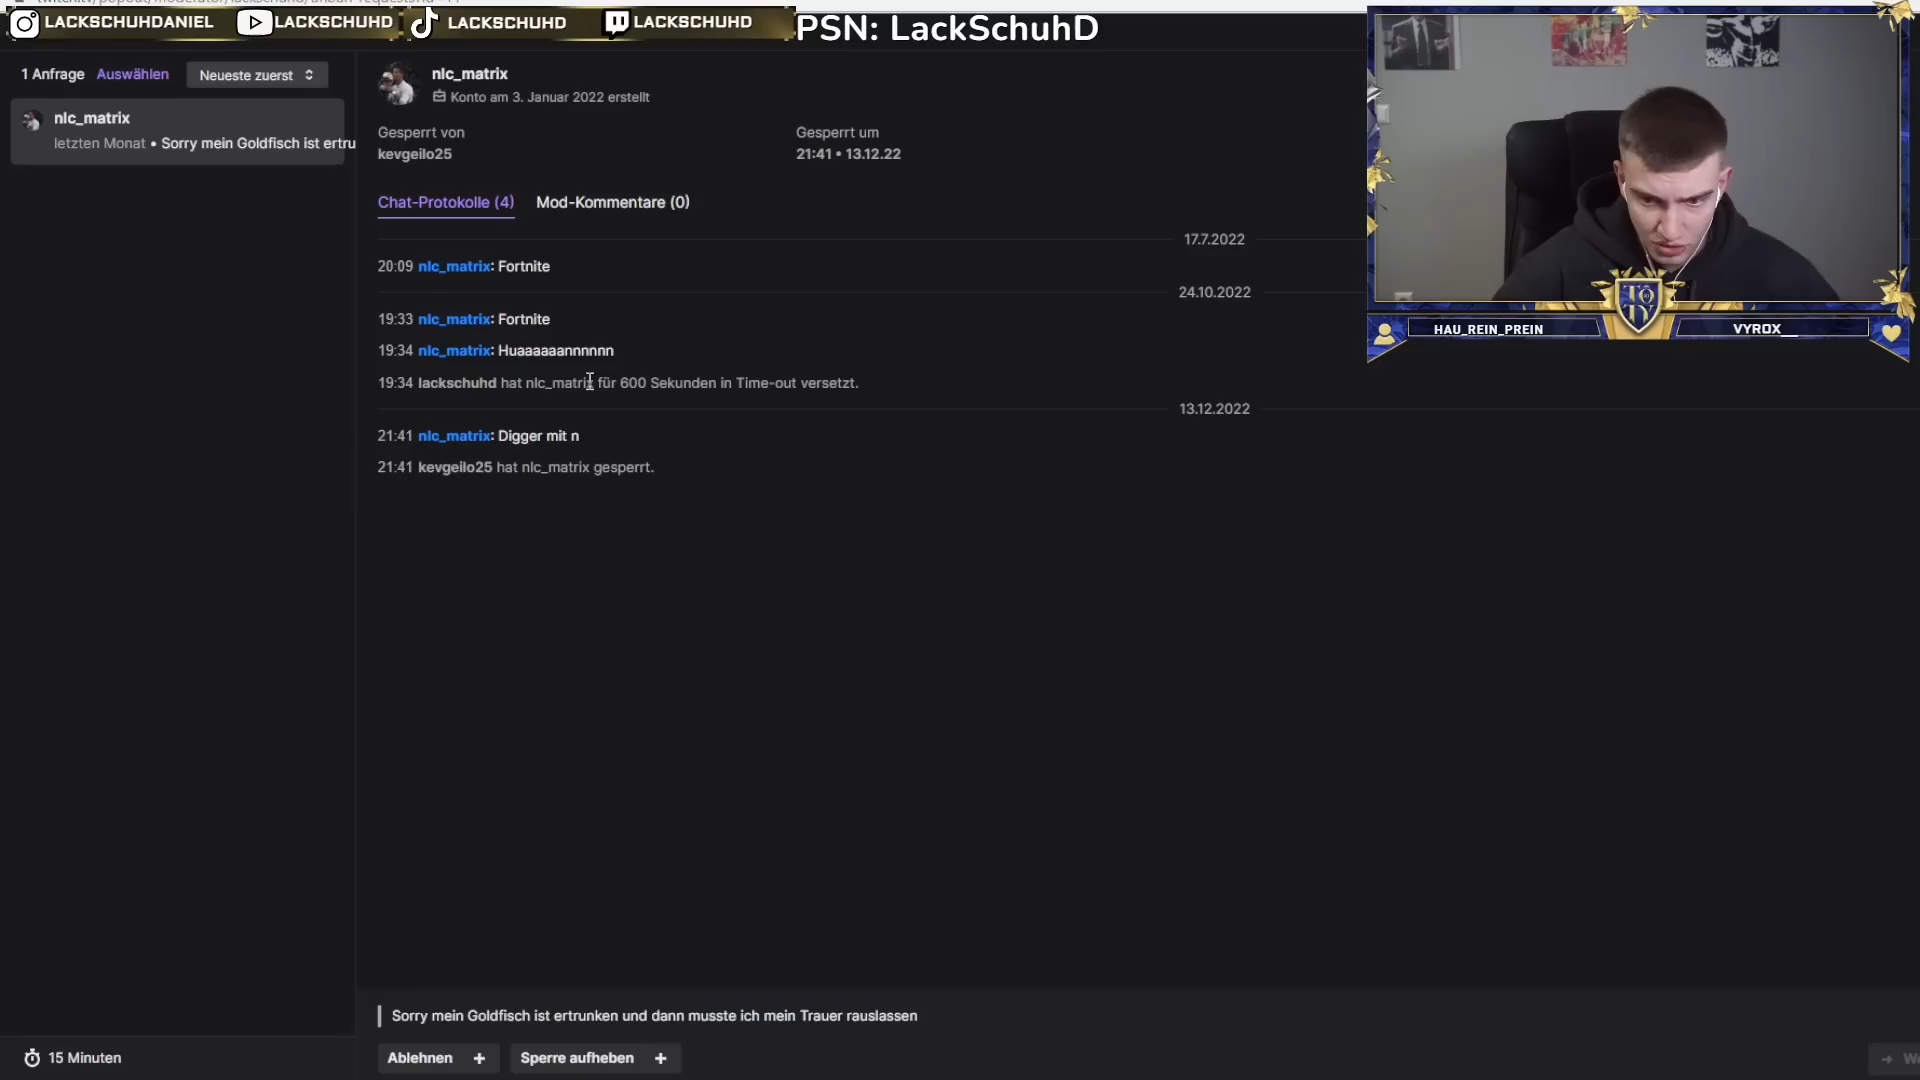 LACKSCHUHDANIEL LACKSCHUHD LACKSCHUHD LACKSCHUHD PSN: LackSchuhD
1 Anfrage Auswählen Neueste zuerst
nlc_matrix
letzten Monat • Sorry mein Goldfisch ist ertru
nlc_matrix
Konto am 3. Januar 2022 erstellt
Gesperrt von Gesperrt um
kevgeilo25 21:41 • 13.12.22
Chat-Protokolle (4) Mod-Kommentare (0)
17.7.2022
20:09 nlc_matrix: Fortnite
24.10.2022
19:33 nlc_matrix: Fortnite
19:34 nlc_matrix: Huaaaaaannnnnn
19:34 lackschuhd hat nlc_matrix für 600 Sekunden in Time-out versetzt.
13.12.2022
21:41 nlc_matrix: Digger mit n
21:41 kevgeilo25 hat nlc_matrix gesperrt.
HAU_REIN_PREIN VYROX__
Sorry mein Goldfisch ist ertrunken und dann musste ich mein Trauer rauslassen
15 Minuten
Ablehnen + Sperre aufheben +